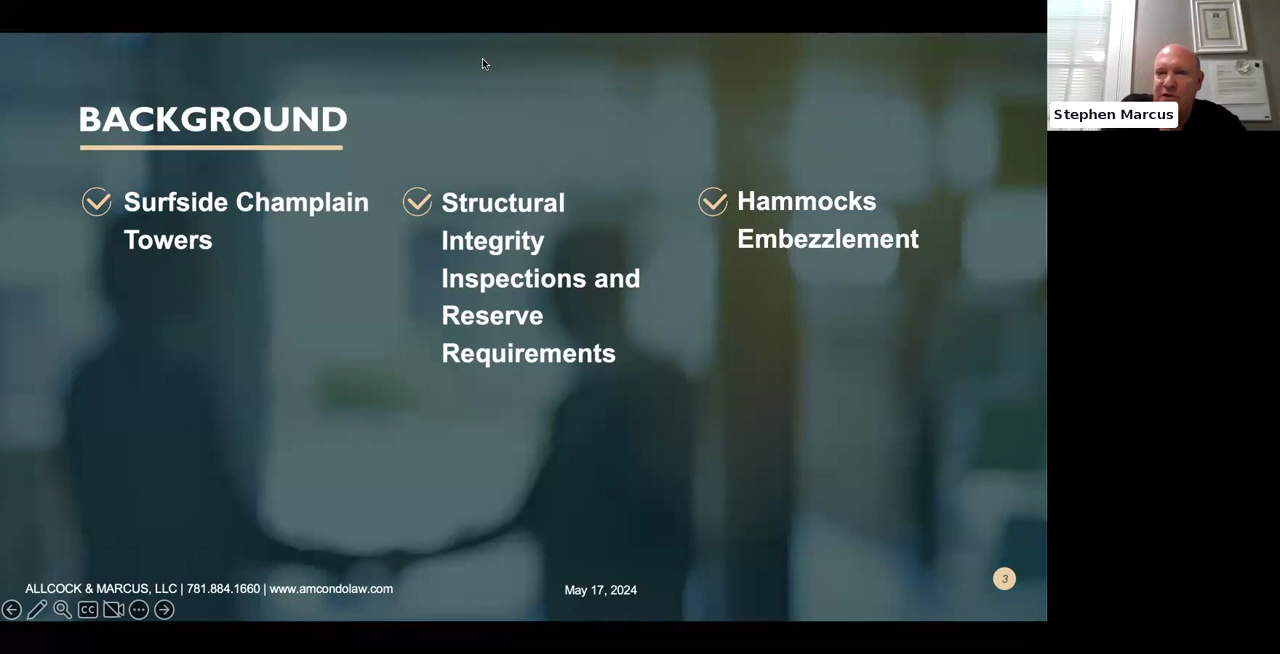 BACKGROUND
Surfside Champlain
Towers
Structural
Integrity
Inspections and
Reserve
Requirements
Hammocks
Embezzlement
ALLCOCK & MARCUS, LLC | 781.884.1660 | www.amcondolaw.com
May 17, 2024
3
CC
Stephen Marcus